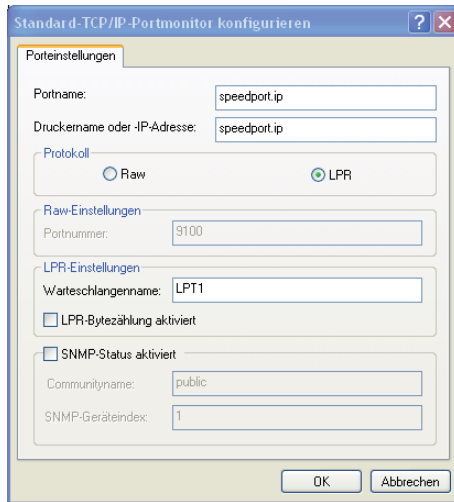 Standard-TCP/IP-Portmonitor konfigurieren
Porteinstellungen
Portname: speedport.ip
Druckername oder -IP-Adresse: speedport.ip
Protokoll
Raw LPR
Raw-Einstellungen
Portnummer: 9100
LPR-Einstellungen
Warteschlangenname: LPT1
LPR-Bytezählung aktiviert
SNMP-Status aktiviert
Communityname: public
SNMP-Geräteindex: 1
OK Abbrechen